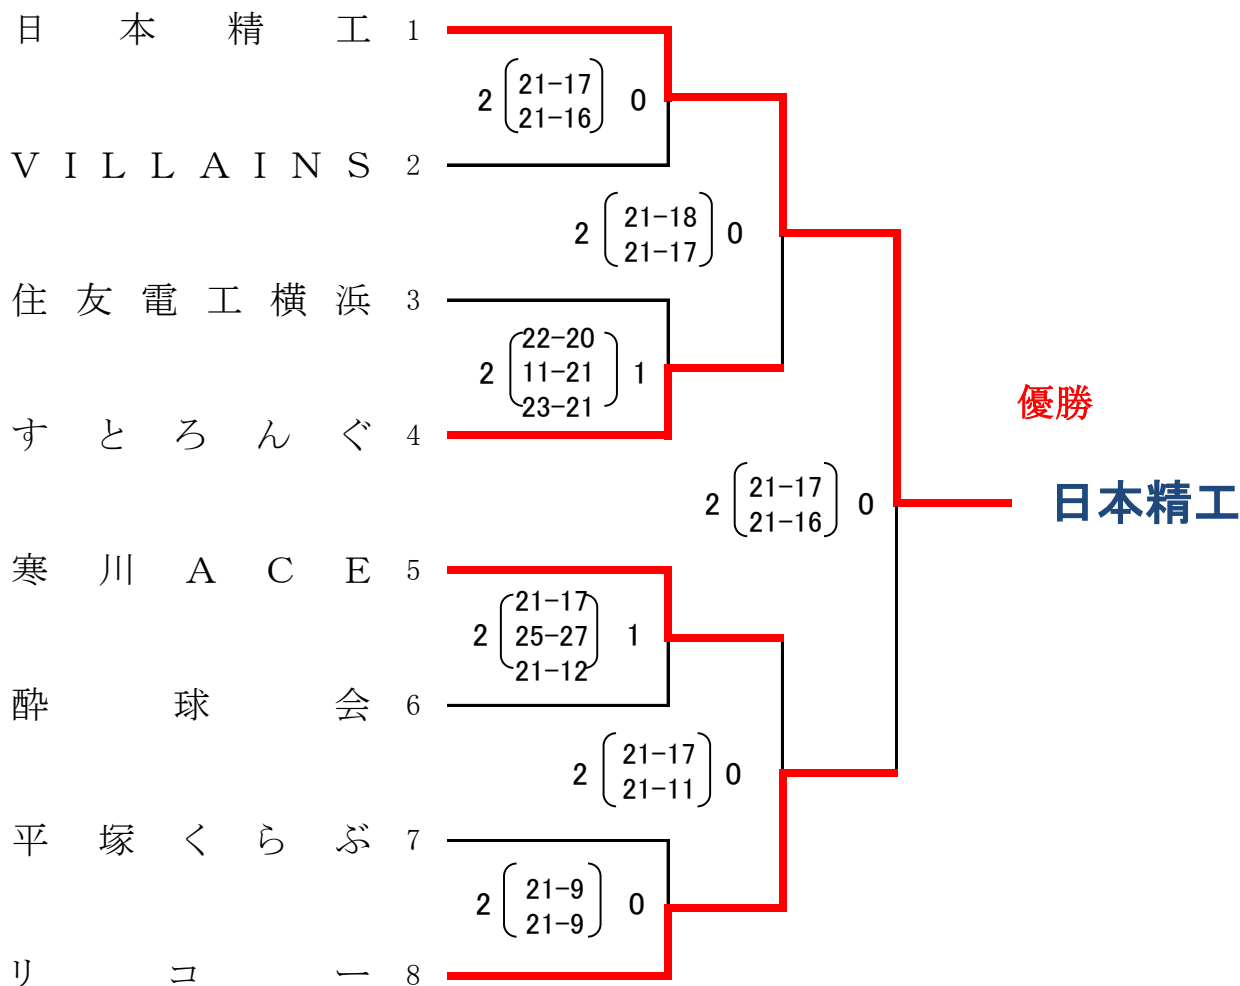 日本精工 1
2 21-17 0
21-16
VILLAINS 2
2 21-18 0
21-17
住友電工横浜 3
22-20
2 11-21 1
23-21
すとろんぐ 4
優勝
2 21-17 0
21-16
日本精工
寒川ACE 5
21-17
2 25-27 1
21-12
酔球会 6
2 21-17 0
21-11
平塚くらぶ 7
2 21-9 0
21-9
リコー 8